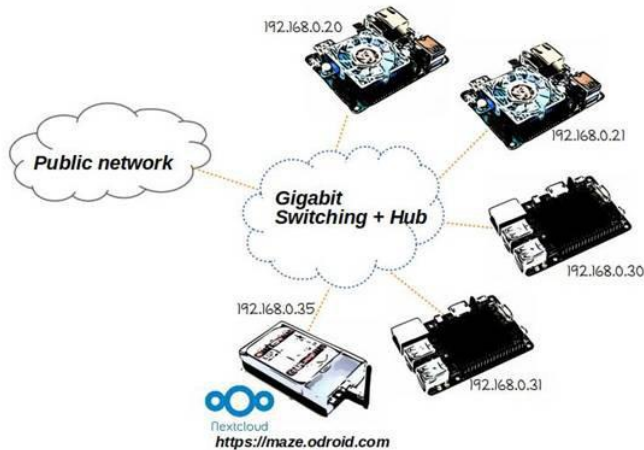 192.168.0.20
192.168.0.21
Public network
Gigabit
Switching + Hub
192.168.0.30
192.168.0.35
192.168.0.31
Nextcloud
https://maze.odroid.com